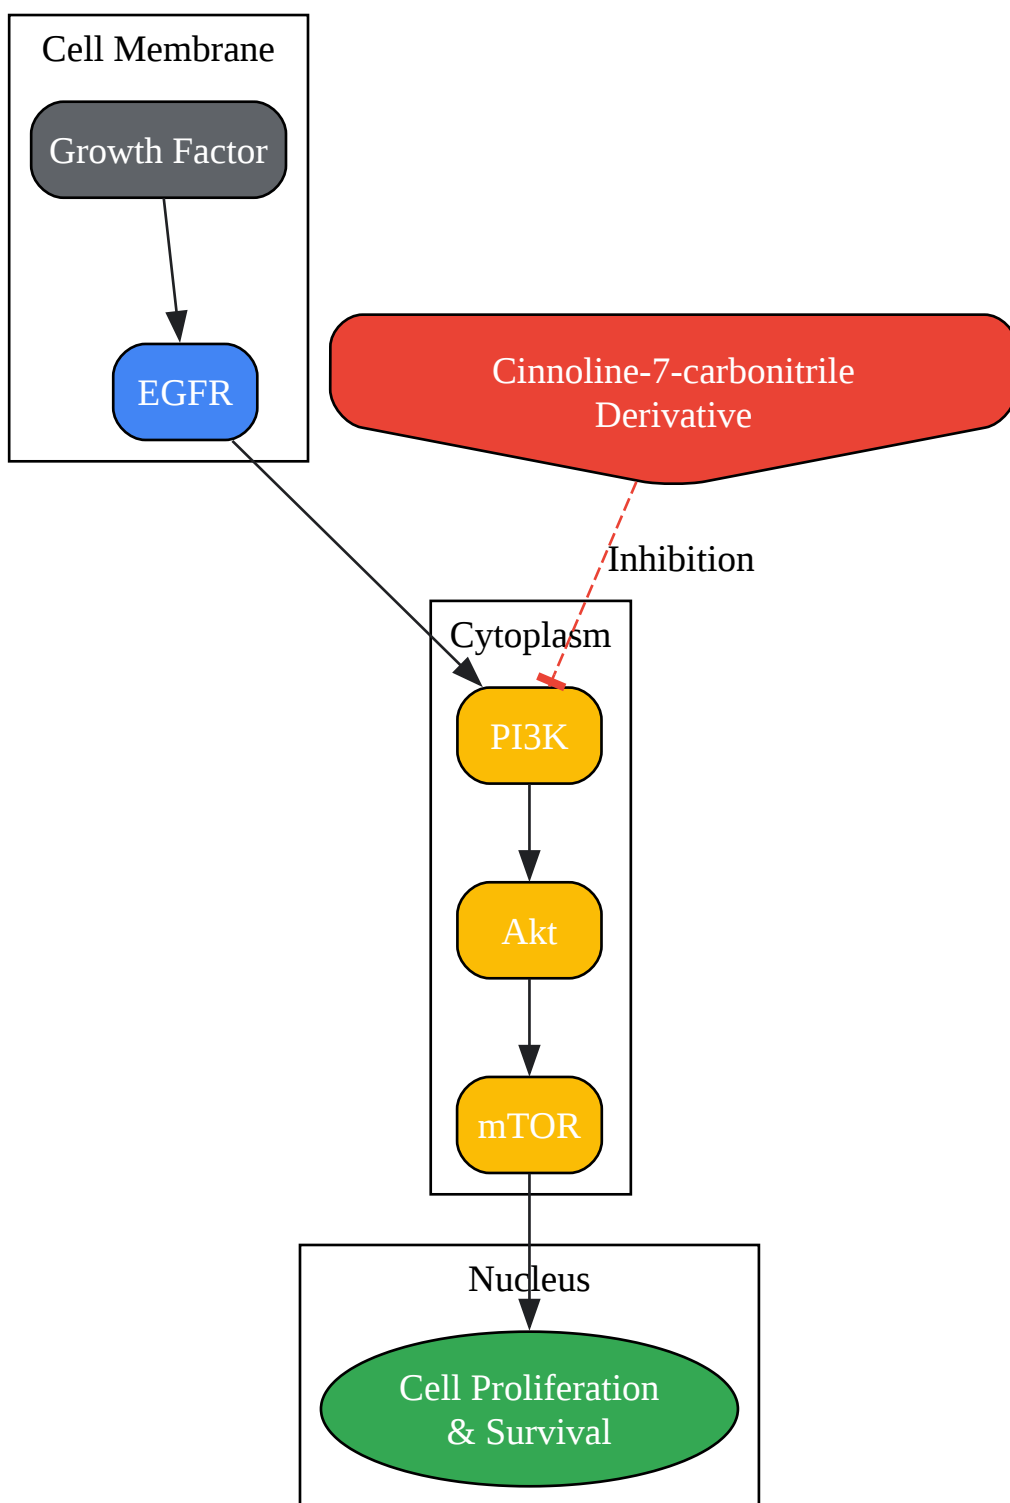 Cell Membrane
Growth Factor
EGFR
Cinnoline-7-carbonitrile
Derivative
Inhibition
Cytoplasm
PI3K
Akt
mTOR
Nucleus
Cell Proliferation
& Survival